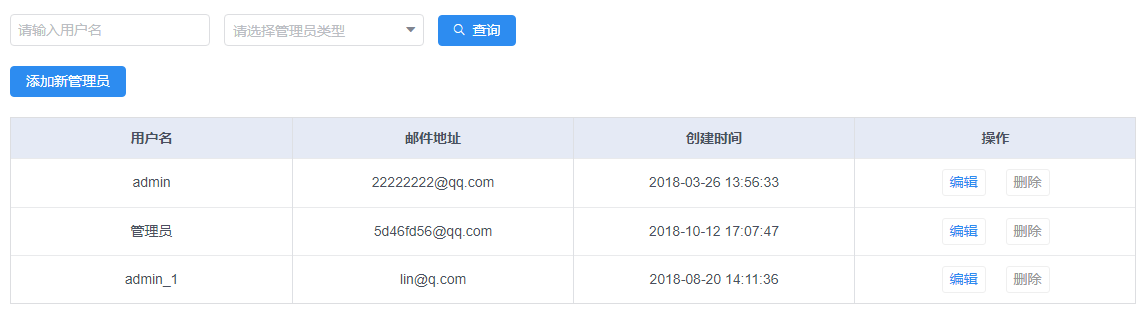 请输入用户名 请选择管理员类型 查询
添加新管理员
用户名 邮件地址 创建时间 操作
admin 22222222@qq.com 2018-03-26 13:56:33 编辑 删除
管理员 5d46fd56@qq.com 2018-10-12 17:07:47 编辑 删除
admin_1 lin@q.com 2018-08-20 14:11:36 编辑 删除